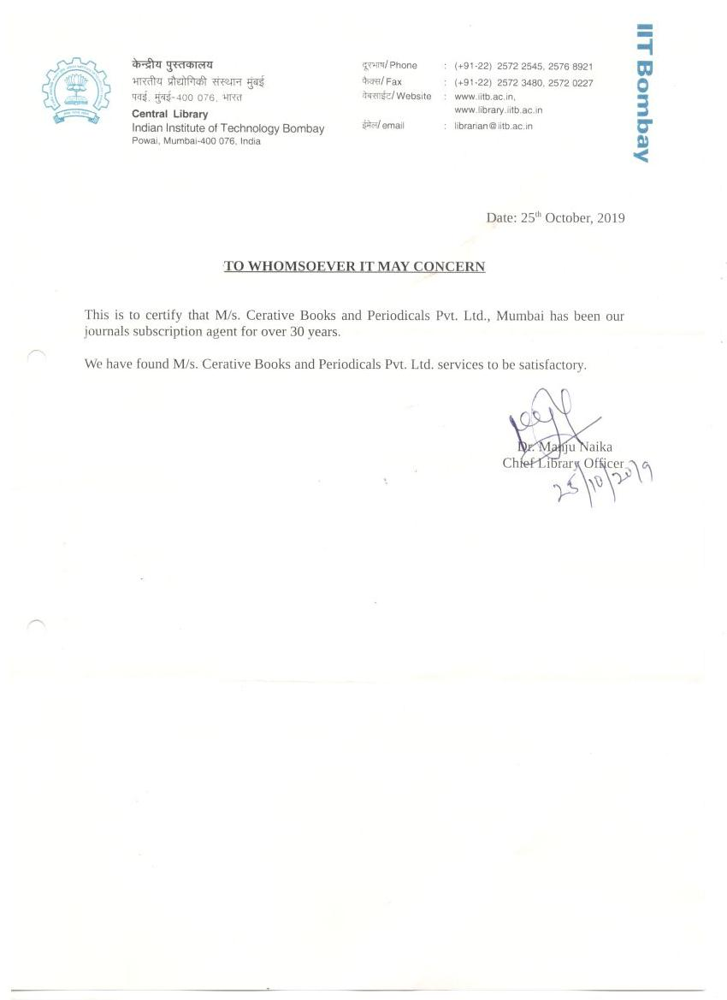 केन्द्रीय पुस्तकालय
भारतीय प्रौद्योगिकी संस्थान मुंबई
पवई, मुंबई-400 076, भारत
Central Library
Indian Institute of Technology Bombay
Powai, Mumbai-400 076, India
दूरभाष/ Phone : (+91-22) 2572 2545, 2576 8921
फैक्स/ Fax : (+91-22) 2572 3480, 2572 0227
वेबसाईट/ Website : www.iitb.ac.in,
www.library.iitb.ac.in
ईमेल/ email : librarian@iitb.ac.in
IIT Bombay
Date: 25th October, 2019
TO WHOMSOEVER IT MAY CONCERN
This is to certify that M/s. Cerative Books and Periodicals Pvt. Ltd., Mumbai has been our
journals subscription agent for over 30 years.
We have found M/s. Cerative Books and Periodicals Pvt. Ltd. services to be satisfactory.
Dr. Manju Naika
Chief Library Officer
25/10/2019